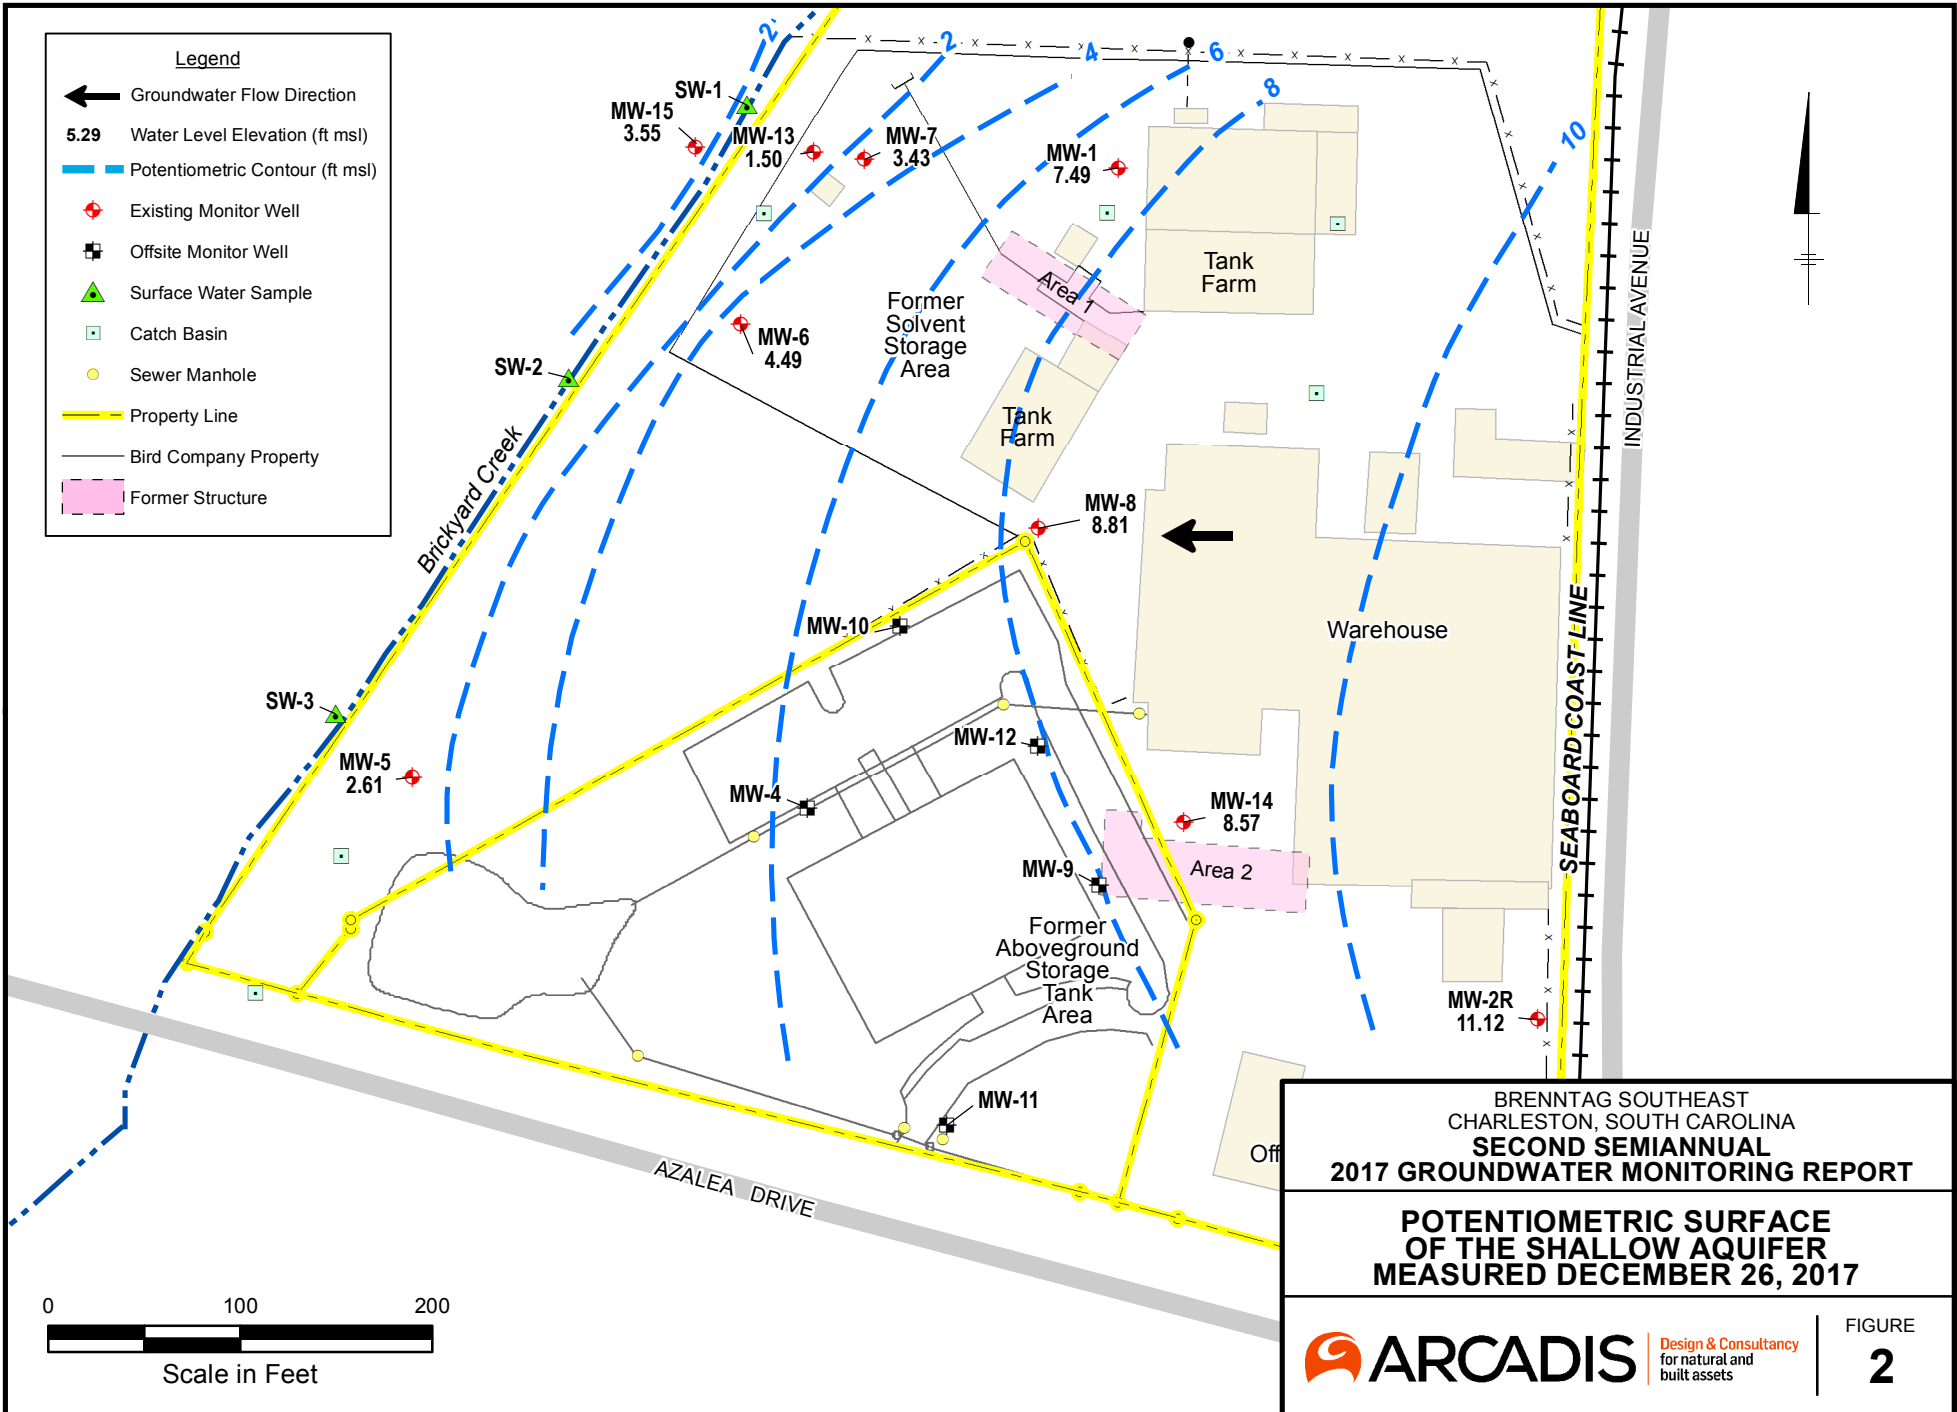 Legend
Groundwater Flow Direction
5.29 Water Level Elevation (ft msl)
Potentiometric Contour (ft msl)
Existing Monitor Well
Offsite Monitor Well
Surface Water Sample
Catch Basin
Sewer Manhole
Property Line
Bird Company Property
Former Structure
2
2
4
6
8
10
SW-1
MW-15
3.55
MW-13
1.50
MW-7
3.43
MW-1
7.49
Tank
Farm
Area 1
Former
Solvent
Storage
Area
MW-6
4.49
SW-2
Tank
Farm
Brickyard Creek
MW-8
8.81
INDUSTRIAL AVENUE
SEABOARD COAST LINE
Warehouse
MW-10
SW-3
MW-5
2.61
MW-12
MW-4
MW-14
8.57
MW-9
Area 2
Former
Aboveground
Storage
Tank
Area
MW-2R
11.12
MW-11
Off
AZALEA DRIVE
0 100 200
Scale in Feet
BRENNTAG SOUTHEAST
CHARLESTON, SOUTH CAROLINA
SECOND SEMIANNUAL
2017 GROUNDWATER MONITORING REPORT
POTENTIOMETRIC SURFACE
OF THE SHALLOW AQUIFER
MEASURED DECEMBER 26, 2017
ARCADIS
Design & Consultancy
for natural and
built assets
FIGURE
2